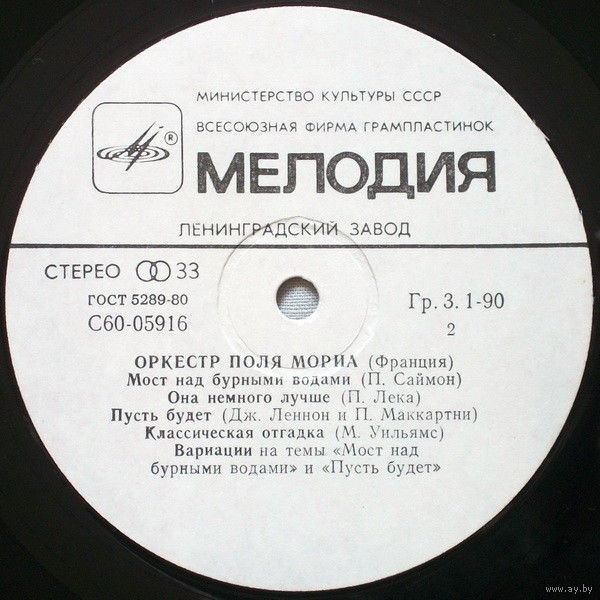 МИНИСТЕРСТВО КУЛЬТУРЫ СССР
ВСЕСОЮЗНАЯ ФИРМА ГРАМПЛАСТИНОК
®
МЕЛОДИЯ
ЛЕНИНГРАДСКИЙ ЗАВОД
СТЕРЕО 33
ГОСТ 5289-80
С60-05916
Гр. 3. 1-90
2
ОРКЕСТР ПОЛЯ МОРИА (Франция)
Мост над бурными водами (П. Саймон)
Она немного лучше (П. Лека)
Пусть будет (Дж. Леннон и П. Маккартни)
Классическая отгадка (М. Уильямс)
Вариации на темы «Мост над
бурными водами» и «Пусть будет»
www.ay.by